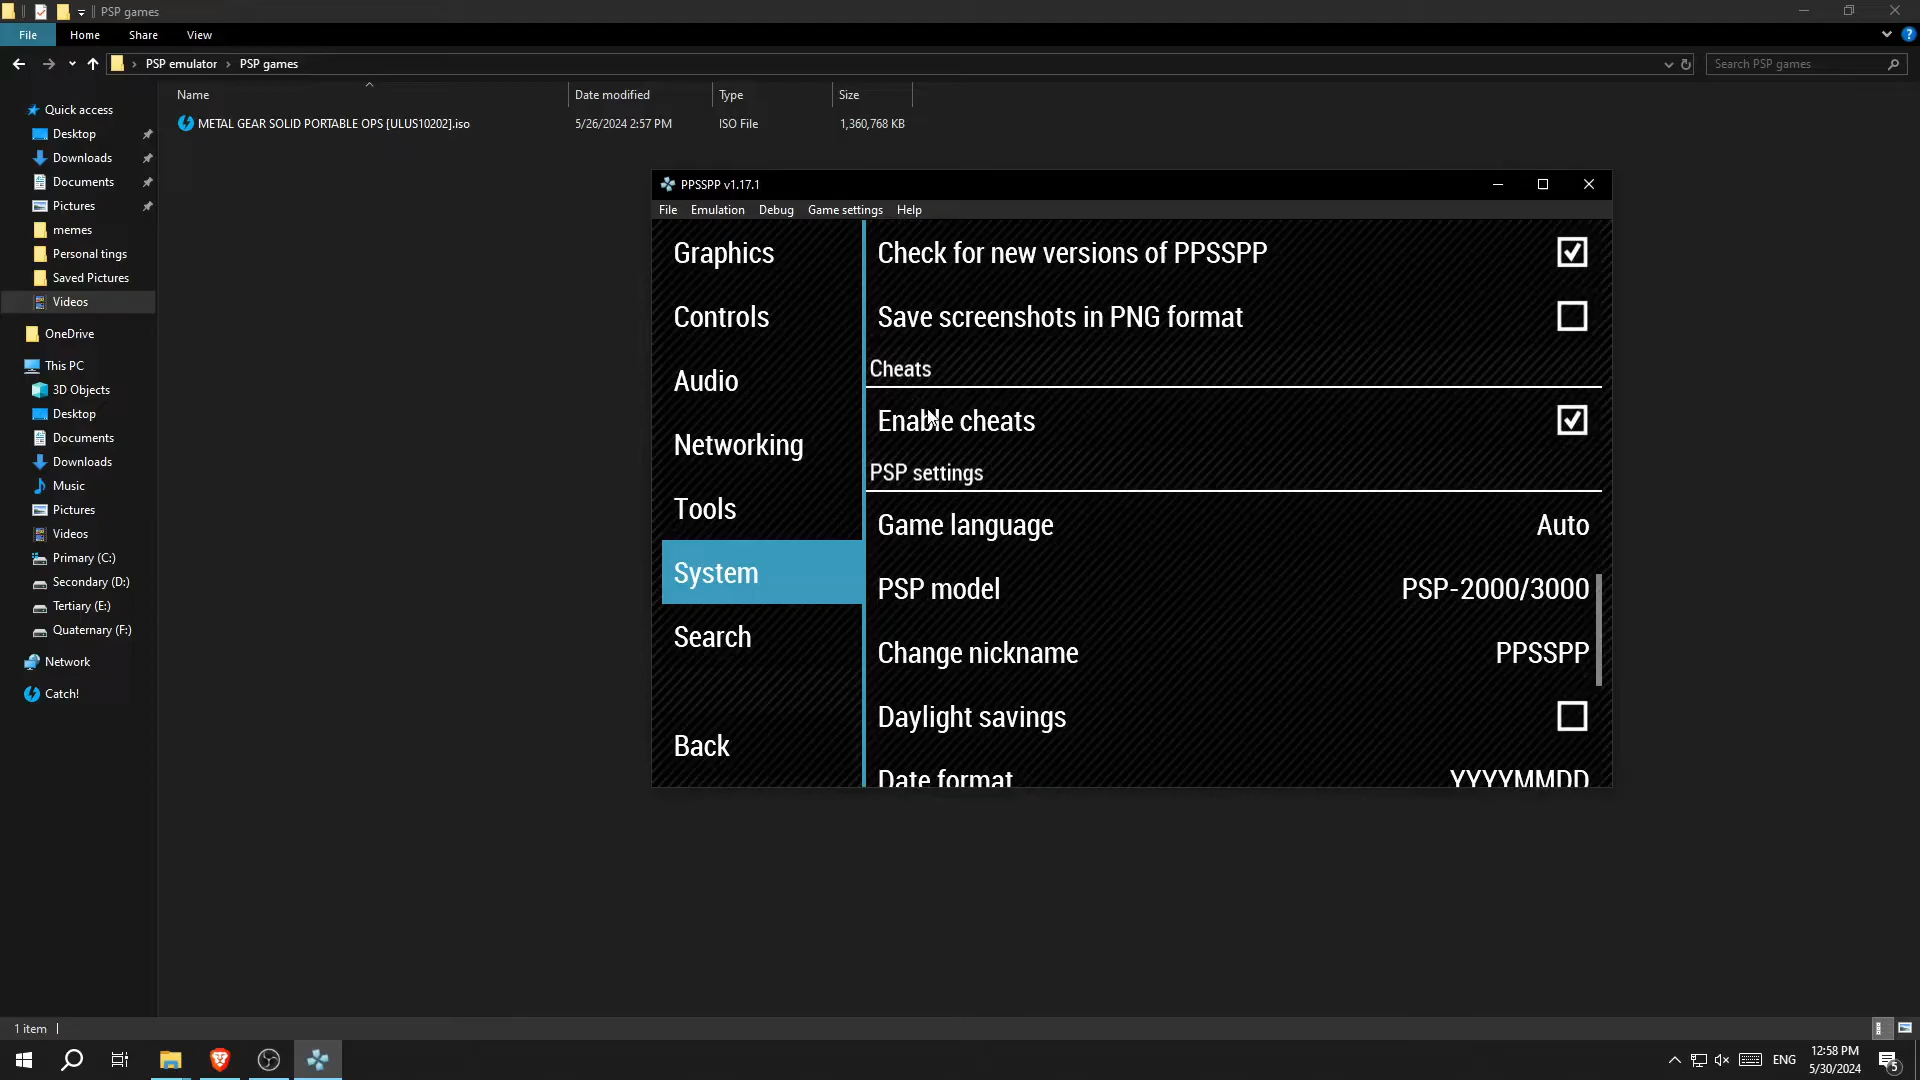 PSP games
File Home Share View
PSP emulator PSP games
Search PSP games
Name Date modified Type Size
METAL GEAR SOLID PORTABLE OPS [ULUS10202].iso 5/26/2024 2:57 PM ISO File 1,360,768 KB
Quick access
Desktop
Downloads
Documents
Pictures
memes
Personal tings
Saved Pictures
Videos
OneDrive
This PC
3D Objects
Desktop
Documents
Downloads
Music
Pictures
Videos
Primary (C:)
Secondary (D:)
Tertiary (E:)
Quaternary (F:)
Network
Catch!
PPSSPP v1.17.1
File Emulation Debug Game settings Help
Graphics
Controls
Audio
Networking
Tools
System
Search
Back
Check for new versions of PPSSPP
Save screenshots in PNG format
Cheats
Enable cheats
PSP settings
Game language Auto
PSP model PSP-2000/3000
Change nickname PPSSPP
Daylight savings
Date format YYYYMMDD
1 item
ENG
12:58 PM
5/30/2024
5